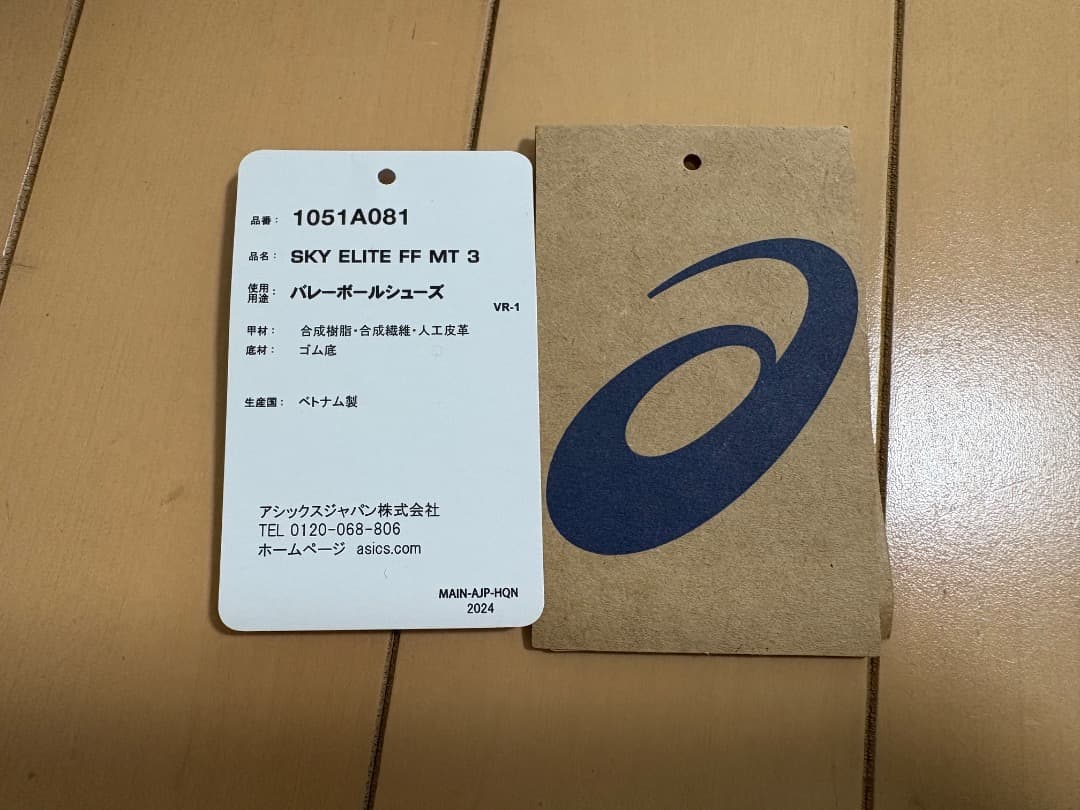 品番： 1051A081
品名： SKY ELITE FF MT 3
使用用途： バレーボールシューズ
VR-1
甲材： 合成樹脂・合成繊維・人工皮革
底材： ゴム底
生産国： ベトナム製
アシックスジャパン株式会社
TEL 0120-068-806
ホームページ asics.com
MAIN-AJP-HQN
2024